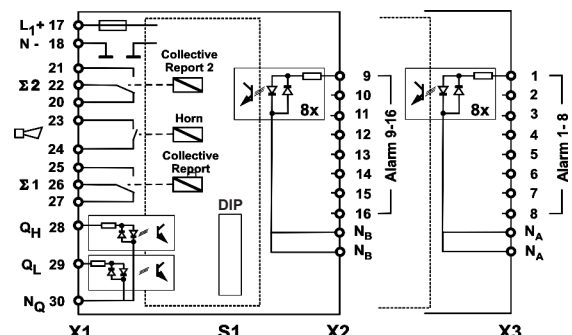 L1+ 17
N - 18
21
Σ2 22
20
23
24
25
Σ1 26
27
QH 28
QL 29
NQ 30
Collective
Report 2
Horn
Collective
Report
DIP
8x
9
10
11
12
13
14
15
16
NB
NB
Alarm 9-16
8x
1
2
3
4
5
6
7
8
NA
NA
Alarm 1- 8
X1 S1 X2 X3